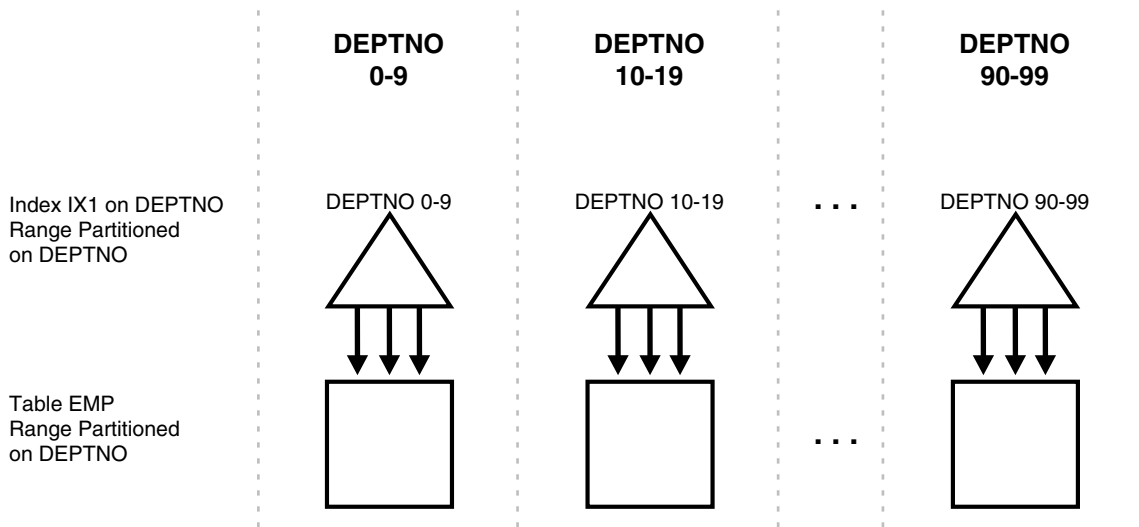 DEPTNO
0-9
DEPTNO
10-19
DEPTNO
90-99
Index IX1 on DEPTNO
Range Partitioned
on DEPTNO
DEPTNO 0-9
DEPTNO 10-19
. . .
DEPTNO 90-99
Table EMP
Range Partitioned
on DEPTNO
. . .